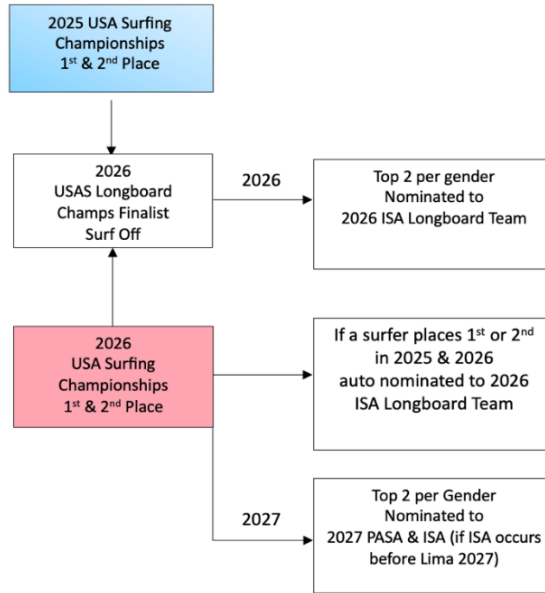 2025 USA Surfing
Championships
1st & 2nd Place
2026
USAS Longboard
Champs Finalist
Surf Off
2026
Top 2 per gender
Nominated to
2026 ISA Longboard Team
2026
USA Surfing
Championships
1st & 2nd Place
If a surfer places 1st or 2nd
in 2025 & 2026
auto nominated to 2026
ISA Longboard Team
2027
Top 2 per Gender
Nominated to
2027 PASA & ISA (if ISA occurs
before Lima 2027)